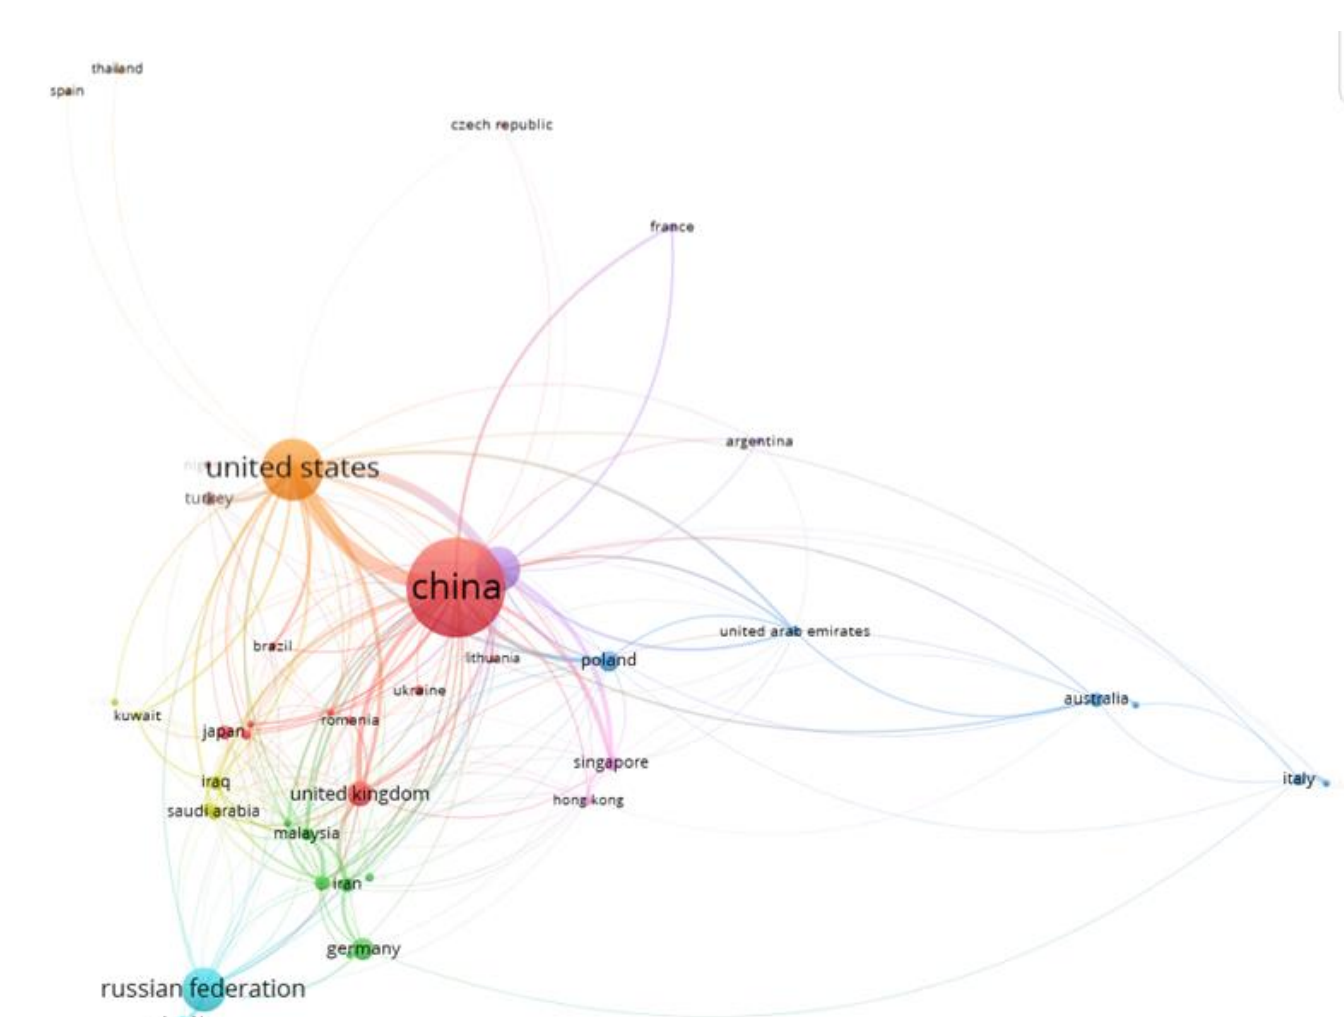 thailand
spain
czech republic
france
argentina
united states
turkey
china
united arab emirates
brazil
lithuania
poland
ukraine
australia
kuwait
romania
japan
singapore
italy
iraq
united kingdom
hong kong
saudi arabia
malaysia
iran
germany
russian federation